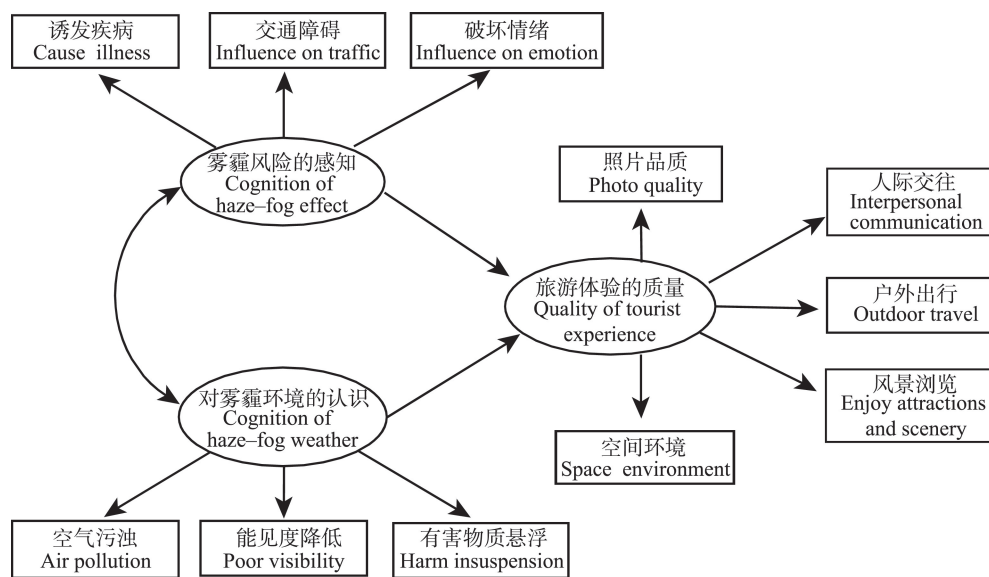 诱发疾病
Cause illness
交通障碍
Influence on traffic
破坏情绪
Influence on emotion
雾霾风险的感知
Cognition of
haze–fog effect
照片品质
Photo quality
人际交往
Interpersonal
communication
旅游体验的质量
Quality of tourist
experience
户外出行
Outdoor travel
对雾霾环境的认识
Cognition of
haze–fog weather
风景浏览
Enjoy attractions
and scenery
空间环境
Space environment
空气污浊
Air pollution
能见度降低
Poor visibility
有害物质悬浮
Harm insuspension